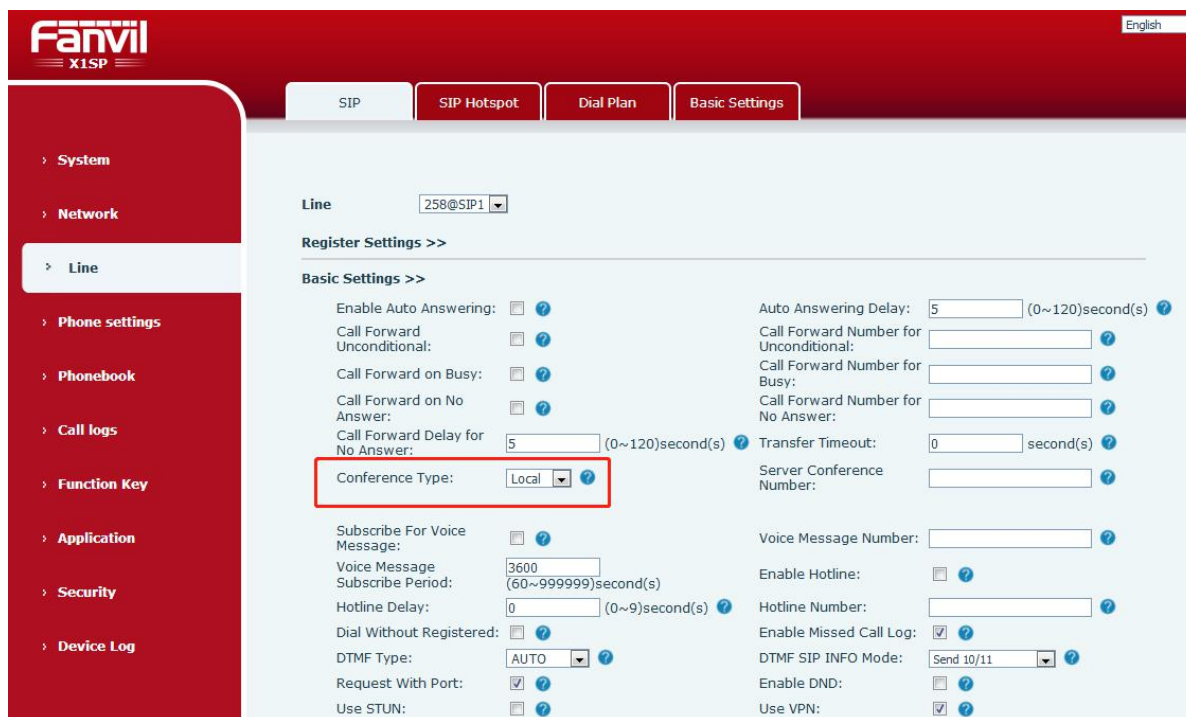 Fanvil
X1SP
English
SIP
SIP Hotspot
Dial Plan
Basic Settings
› System
› Network
› Line
› Phone settings
› Phonebook
› Call logs
› Function Key
› Application
› Security
› Device Log
Line 258@SIP1
Register Settings >>
Basic Settings >>
Enable Auto Answering: ?
Auto Answering Delay: 5 (0~120)second(s) ?
Call Forward
Unconditional: ?
Call Forward Number for
Unconditional: ?
Call Forward on Busy: ?
Call Forward Number for
Busy: ?
Call Forward on No
Answer: ?
Call Forward Number for
No Answer: ?
Call Forward Delay for
No Answer: 5 (0~120)second(s) ?
Transfer Timeout: 0 second(s) ?
Conference Type: Local ?
Server Conference
Number: ?
Subscribe For Voice
Message: ?
Voice Message Number: ?
Voice Message
Subscribe Period: 3600
(60~999999)second(s)
Enable Hotline: ?
Hotline Delay: 0 (0~9)second(s) ?
Hotline Number: ?
Dial Without Registered: ?
Enable Missed Call Log: ?
DTMF Type: AUTO ?
DTMF SIP INFO Mode: Send 10/11 ?
Request With Port: ?
Enable DND: ?
Use STUN: ?
Use VPN: ?